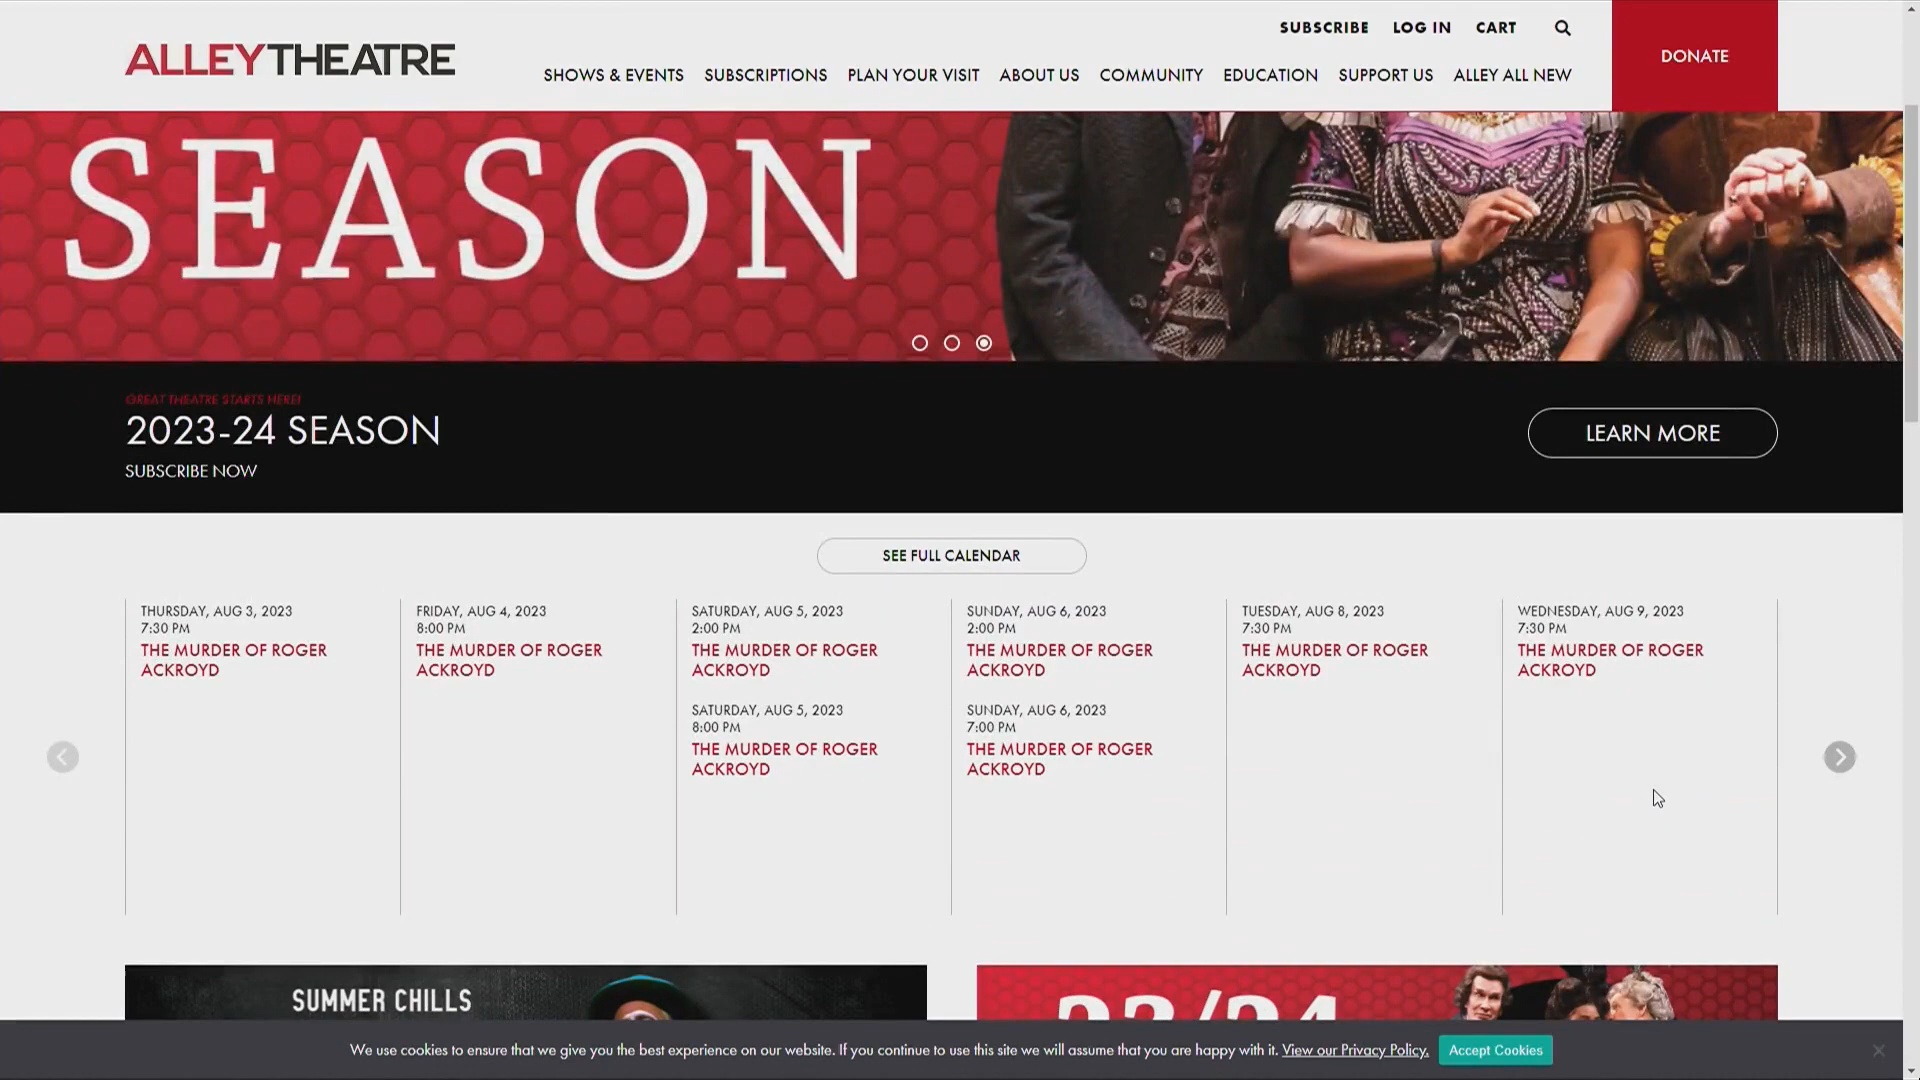 SUBSCRIBE LOG IN CART
ALLEYTHEATRE
DONATE
SHOWS & EVENTS SUBSCRIPTIONS PLAN YOUR VISIT ABOUT US COMMUNITY EDUCATION SUPPORT US ALLEY ALL NEW
SEASON
GREAT THEATRE STARTS HERE!
2023-24 SEASON
SUBSCRIBE NOW
LEARN MORE
SEE FULL CALENDAR
THURSDAY, AUG 3, 2023
7:30 PM
THE MURDER OF ROGER
ACKROYD
FRIDAY, AUG 4, 2023
8:00 PM
THE MURDER OF ROGER
ACKROYD
SATURDAY, AUG 5, 2023
2:00 PM
THE MURDER OF ROGER
ACKROYD
SATURDAY, AUG 5, 2023
8:00 PM
THE MURDER OF ROGER
ACKROYD
SUNDAY, AUG 6, 2023
2:00 PM
THE MURDER OF ROGER
ACKROYD
SUNDAY, AUG 6, 2023
7:00 PM
THE MURDER OF ROGER
ACKROYD
TUESDAY, AUG 8, 2023
7:30 PM
THE MURDER OF ROGER
ACKROYD
WEDNESDAY, AUG 9, 2023
7:30 PM
THE MURDER OF ROGER
ACKROYD
SUMMER CHILLS
23/24
We use cookies to ensure that we give you the best experience on our website. If you continue to use this site we will assume that you are happy with it. View our Privacy Policy. Accept Cookies